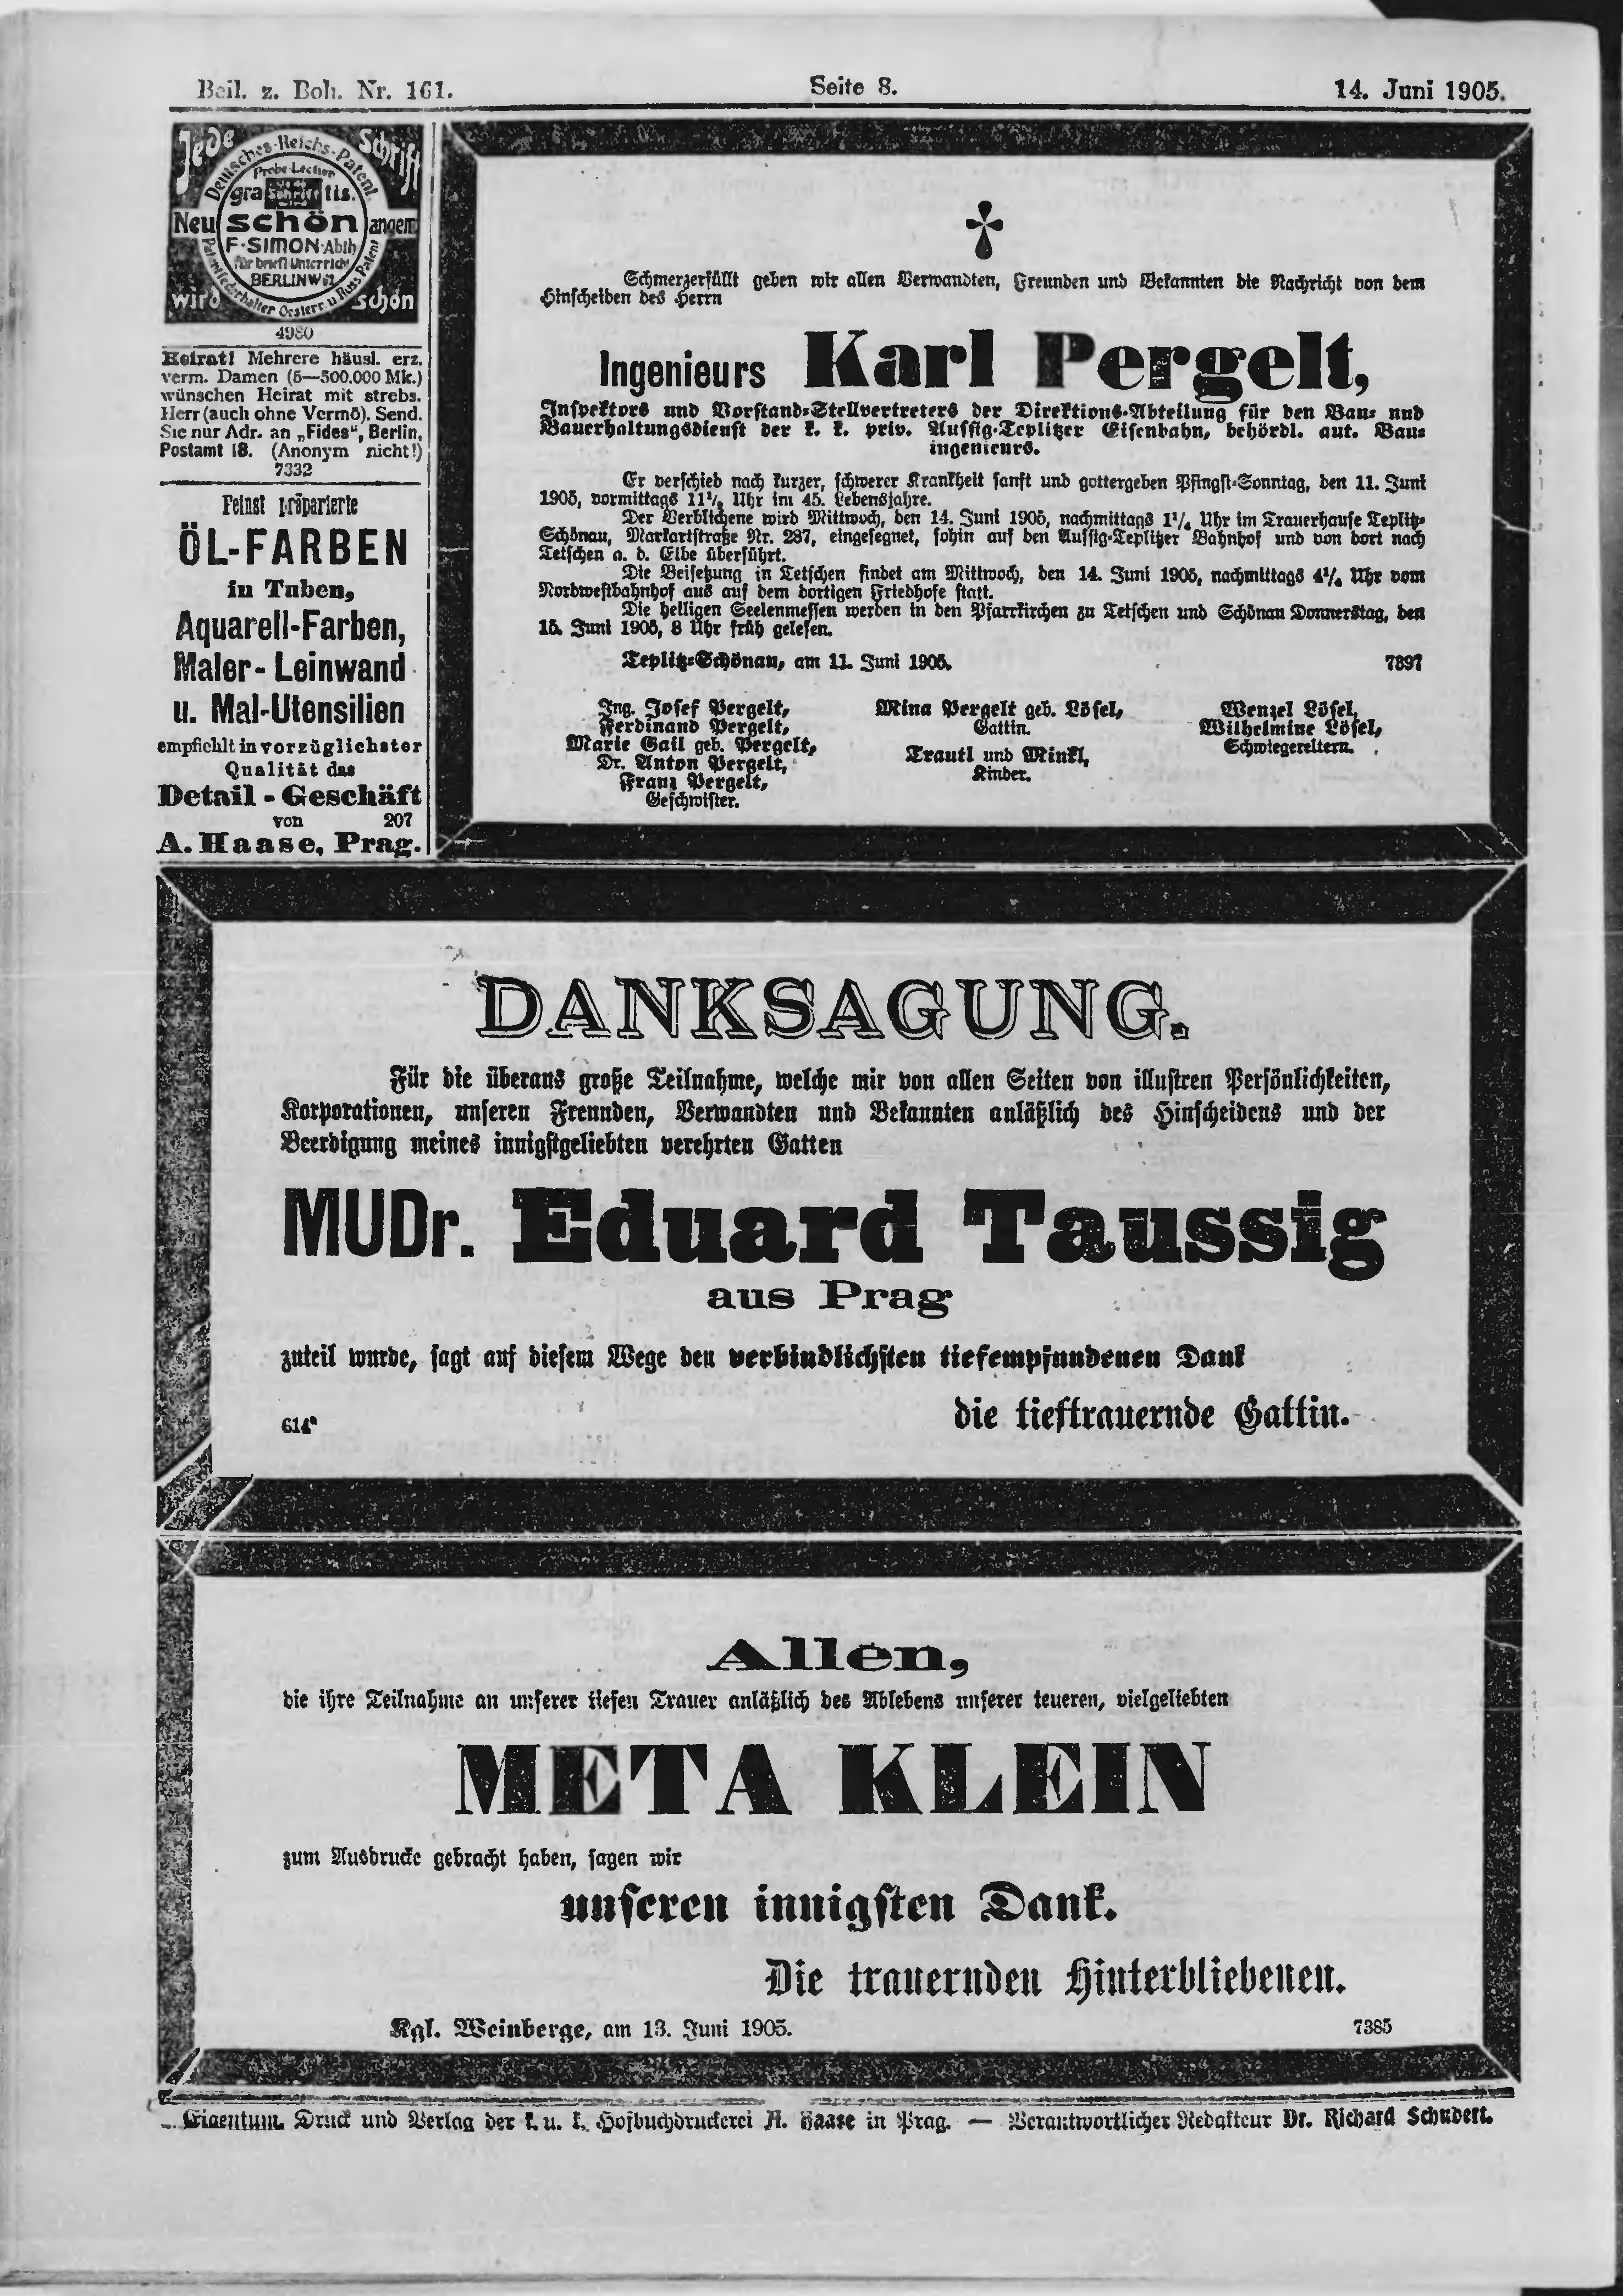 Beil. z. Boh. Nr. 161.
Seite 8.
14. Juni 1905.
Jede Schrift
Deutsches-Reichs-Patent
Probe-Lection
gratis.
Neu schön angem
F. SIMON Abth
für briefl Unterricht
BERLIN W 62
wird schön
4980
Heirat! Mehrere häusl. erz.
verm. Damen (5—500.000 Mk.)
wünschen Heirat mit strebs.
Herr (auch ohne Vermö). Send.
Sie nur Adr. an „Fides“, Berlin,
Postamt 18. (Anonym nicht!)
7332
Feinst präparierte
ÖL-FARBEN
in Tuben,
Aquarell-Farben,
Maler-Leinwand
u. Mal-Utensilien
empfiehlt in vorzüglichster
Qualität das
Detail-Geschäft
von 207
A. Haase, Prag.
Schmerzerfüllt geben wir allen Verwandten, Freunden und Bekannten die Nachricht von dem
Hinscheiden des Herrn
Ingenieurs Karl Pergelt,
Inspektors und Vorstand-Stellvertreters der Direktions-Abteilung für den Bau- und
Bauerhaltungsdienst der k. k. priv. Aussig-Teplitzer Eisenbahn, behördl. aut. Bau-
ingenieurs.
Er verschied nach kurzer, schwerer Krankheit sanft und gottergeben Pfingst-Sonntag, den 11. Juni
1905, vormittags 11½ Uhr im 45. Lebensjahre.
Der Verblichene wird Mittwoch, den 14. Juni 1905, nachmittags Uhr im Trauerhause Teplitz-
Schönau, Markartstraße Nr. 287, eingesegnet, sohin auf den Aussig-Teplitzer Bahnhof und von dort nach
Tetschen a. d. Elbe überführt.
Die Beisetzung in Tetschen findet am Mittwoch, den 14. Juni 1905, nachmittags Uhr vom
Nordwestbahnhof aus auf dem dortigen Friedhofe statt.
Die heiligen Seelenmessen werden in den Pfarrkirchen zu Tetschen und Schönau Donnerstag, den
15. Juni 1905, 8 Uhr früh gelesen.
Teplitz-Schönau, am 11. Juni 1905. 7397
Ing. Josef Pergelt,
Ferdinand Pergelt,
Marie Gail geb. Pergelt,
Dr. Anton Pergelt,
Franz Pergelt,
Geschwister.
Mina Pergelt geb. Lösel,
Gattin.
Trautl und Minkl,
Kinder.
Wenzel Lösel,
Wilhelmine Lösel,
Schwiegereltern.
DANKSAGUNG.
Für die überaus große Teilnahme, welche mir von allen Seiten von illustren Persönlichkeiten,
Korporationen, unseren Freunden, Verwandten und Bekannten anläßlich des Hinscheidens und der
Beerdigung meines innigstgeliebten verehrten Gatten
MUDr. Eduard Taussig
aus Prag
zuteil wurde, sagt auf diesem Wege den verbindlichsten tiefempfundenen Dank
die tieftrauernde Gattin.
614
Allen,
die ihre Teilnahme an unserer tiefen Trauer anläßlich des Ablebens unserer teueren, vielgeliebten
META KLEIN
zum Ausdrucke gebracht haben, sagen wir
unseren innigsten Dank.
Die trauernden Hinterbliebenen.
Kgl. Weinberge, am 13. Juni 1905. 7385
Eigentum, Druck und Verlag der k. u. k. Hofbuchdruckerei A. Haase in Prag. — Verantwortlicher Redakteur Dr. Richard Schubert.